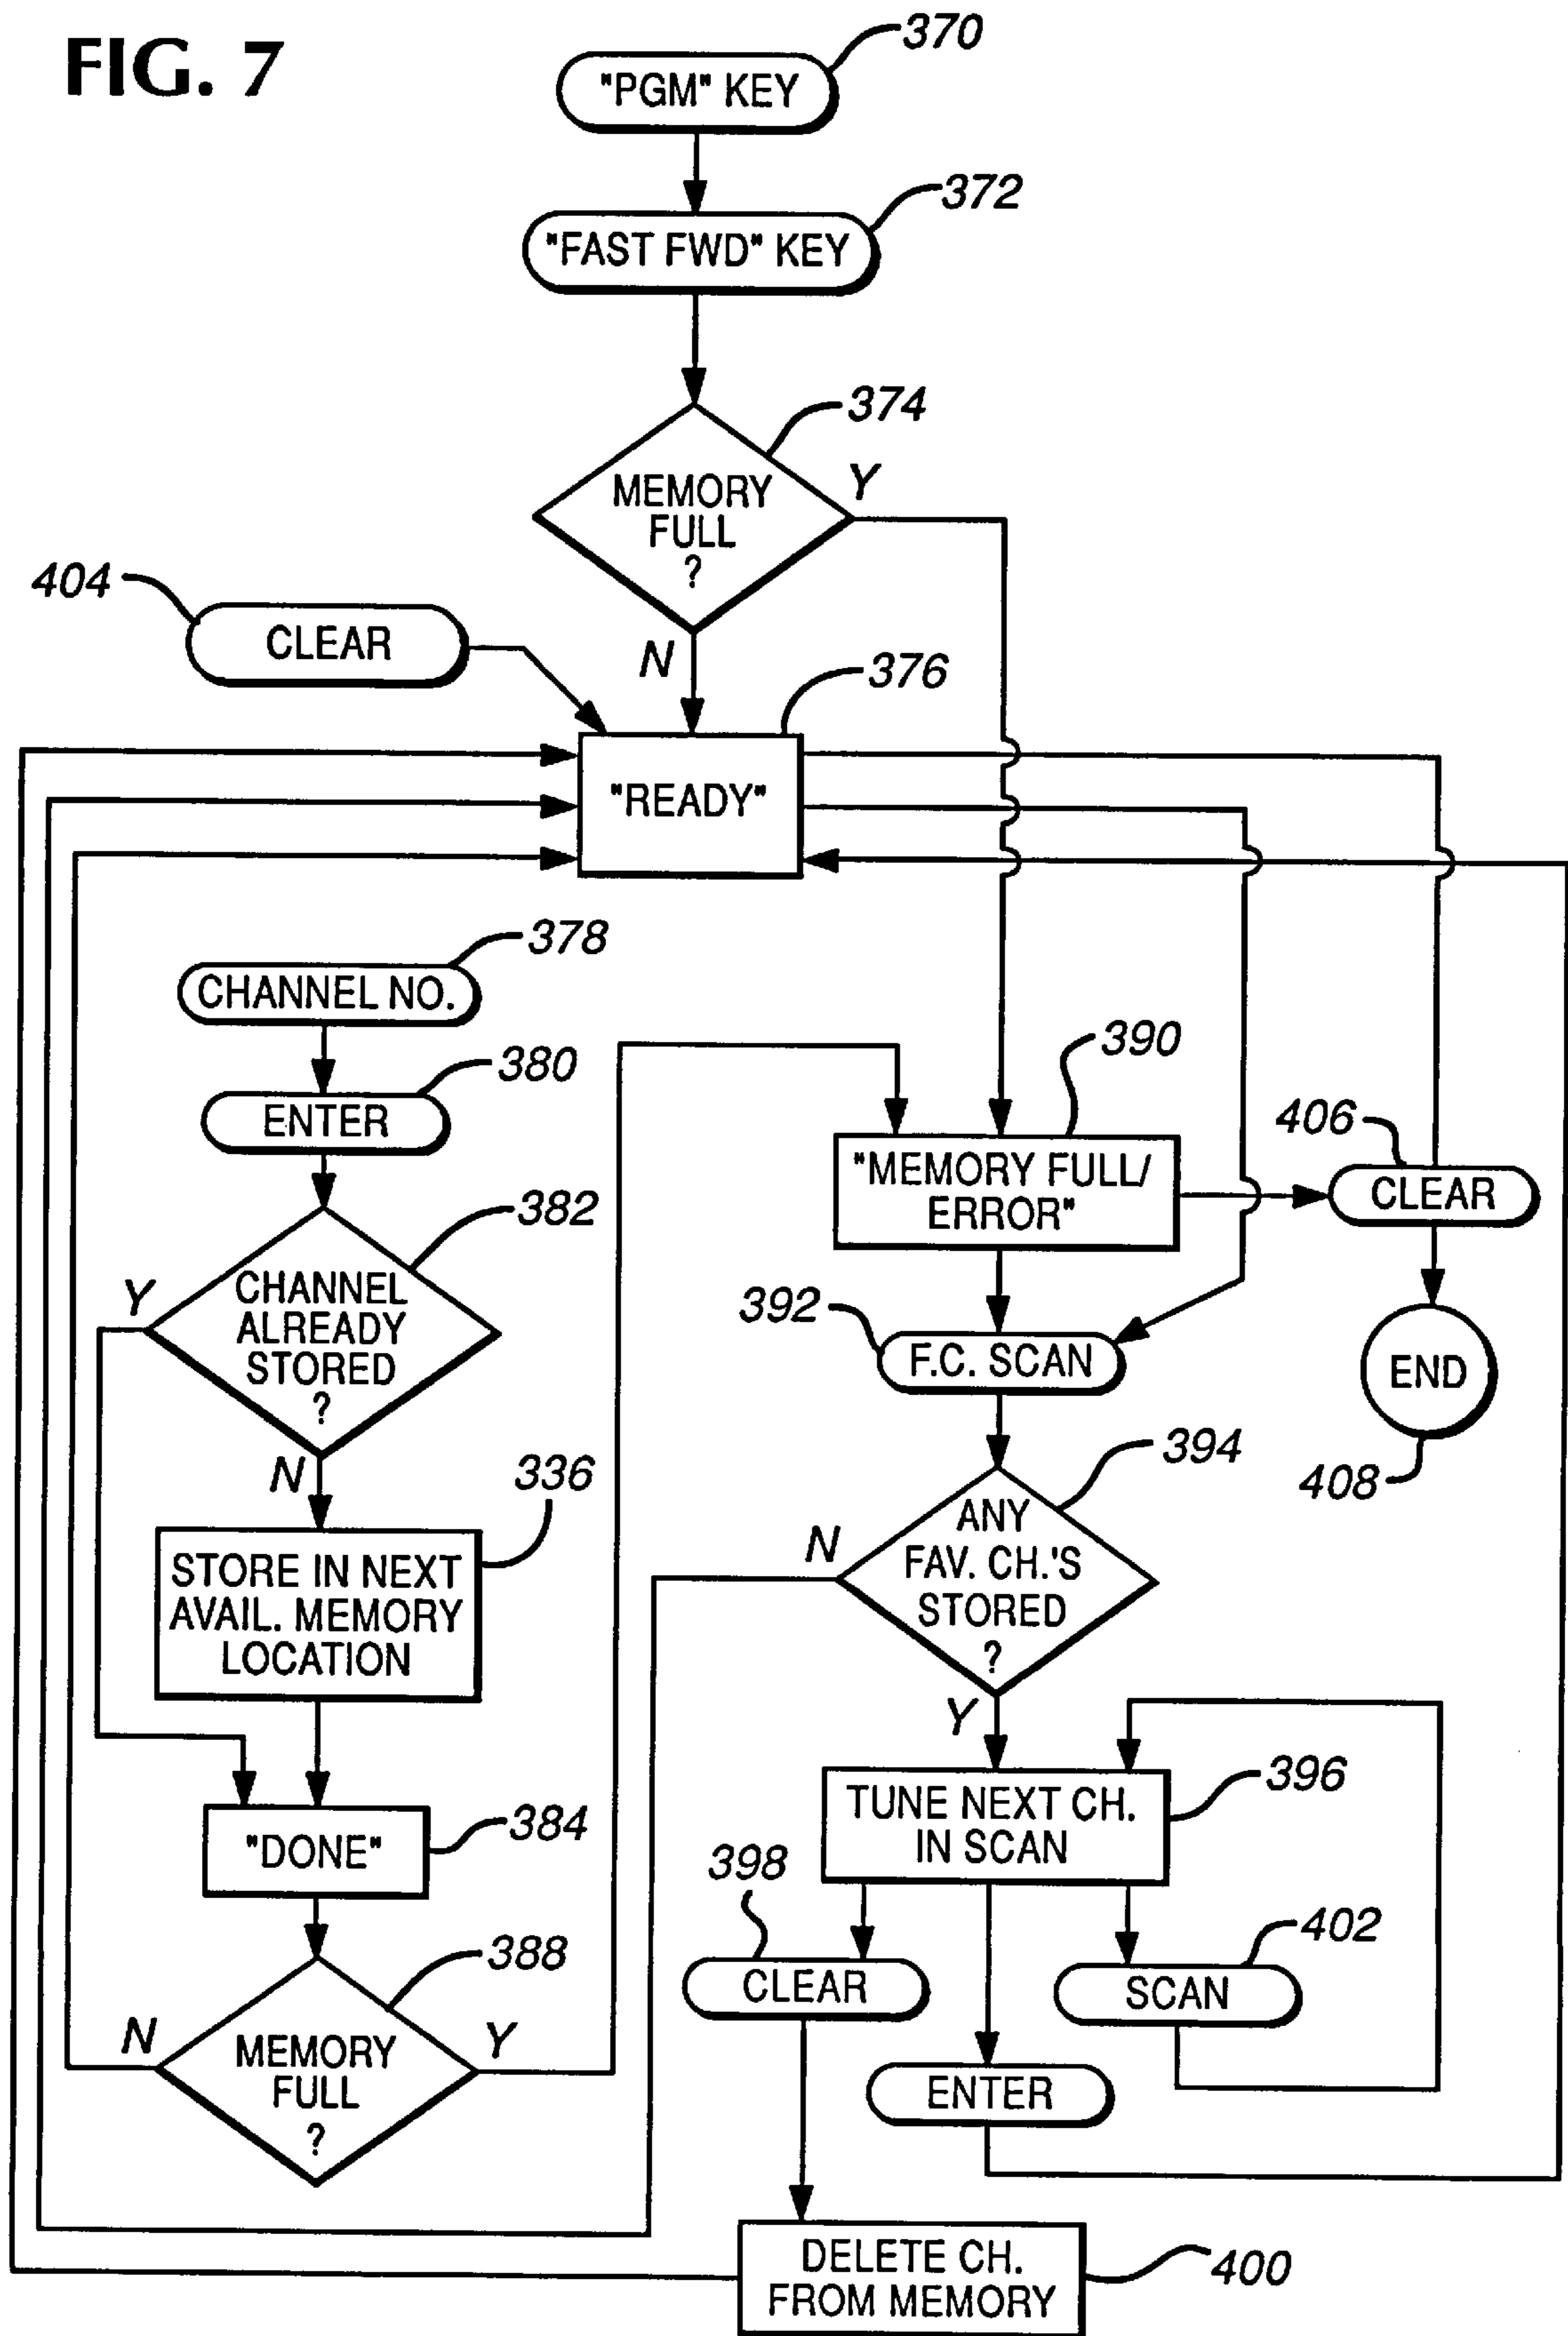 FIG. 7
370
"PGM" KEY
372
"FAST FWD" KEY
374
MEMORY
FULL
?
Y
N
404
CLEAR
376
"READY"
378
CHANNEL NO.
380
ENTER
382
CHANNEL
ALREADY
STORED
?
Y
N
336
STORE IN NEXT
AVAIL. MEMORY
LOCATION
384
"DONE"
388
MEMORY
FULL
?
N
Y
390
"MEMORY FULL/
ERROR"
406
CLEAR
END
408
392
F.C. SCAN
394
ANY
FAV. CH.'S
STORED
?
N
Y
396
TUNE NEXT CH.
IN SCAN
398
CLEAR
402
SCAN
ENTER
DELETE CH.
FROM MEMORY
400